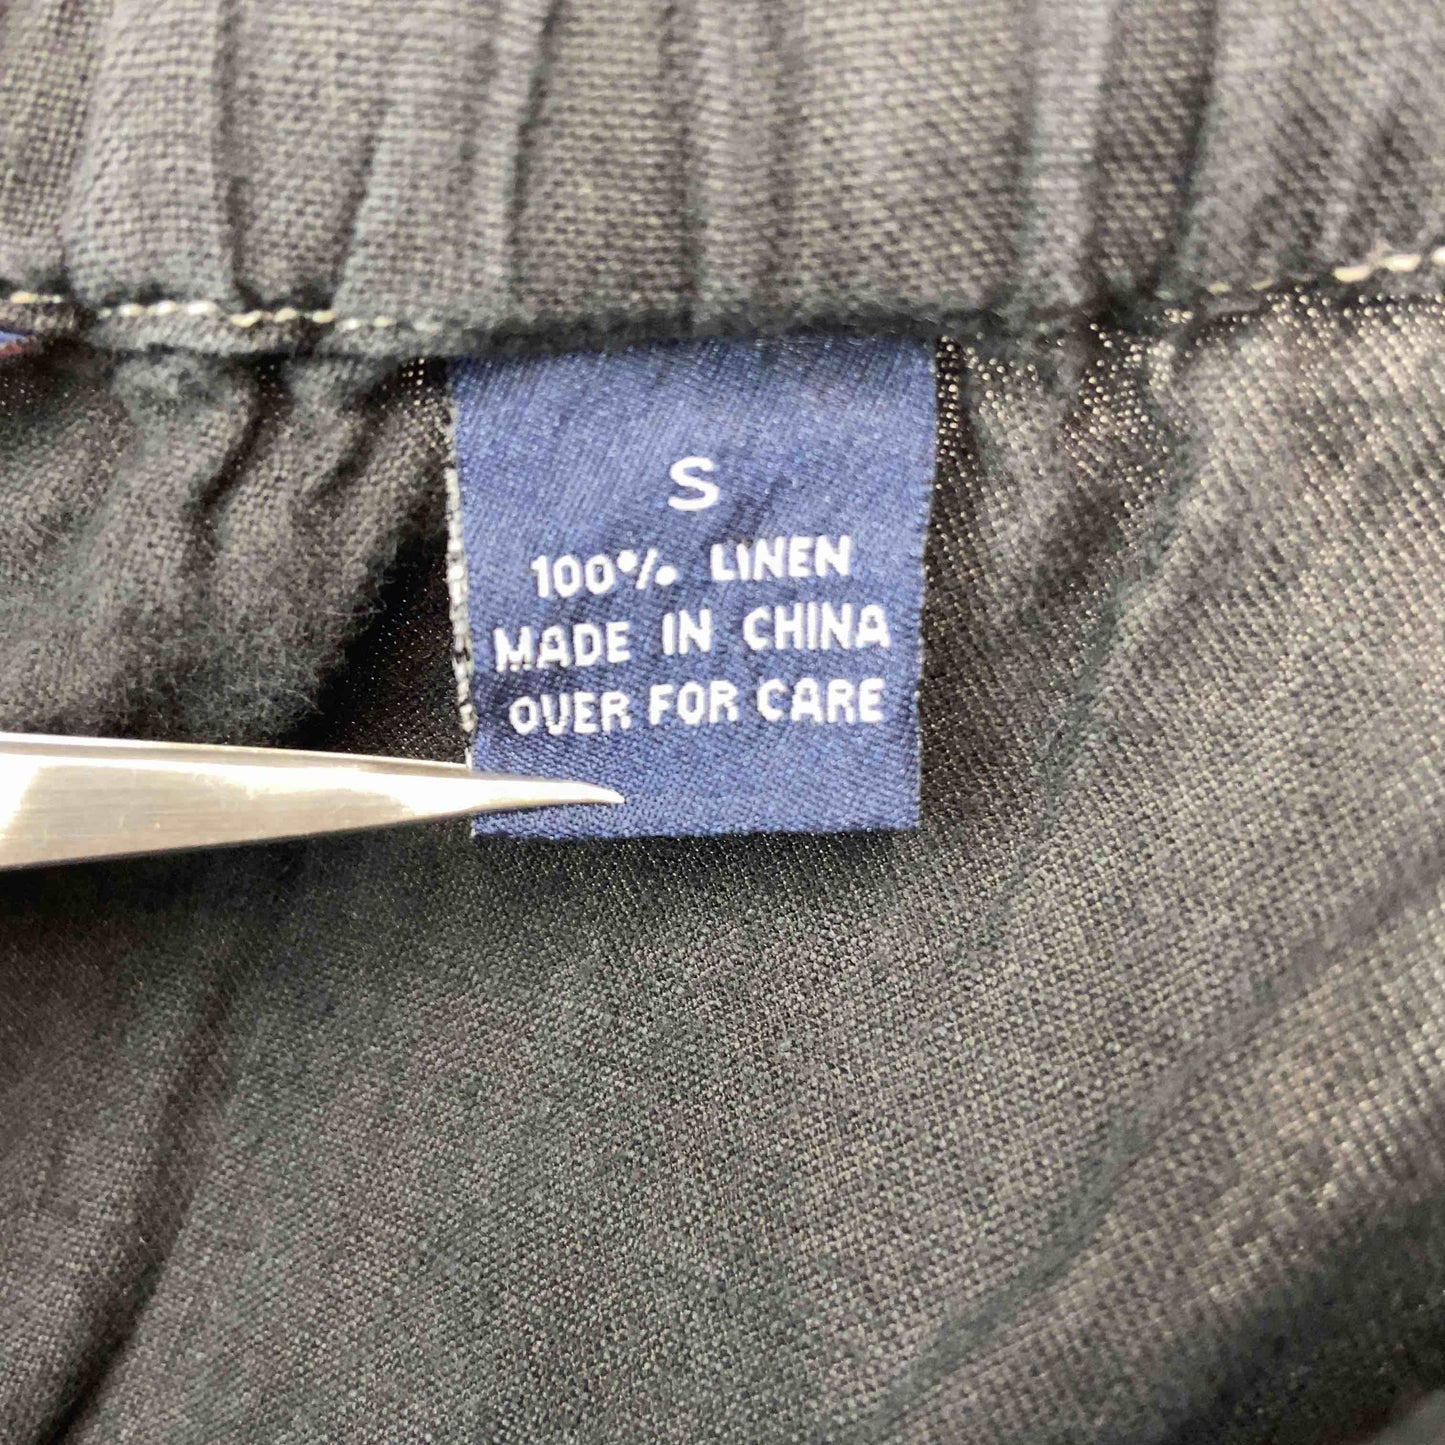 S
100% LINEN
MADE IN CHINA
OVER FOR CARE